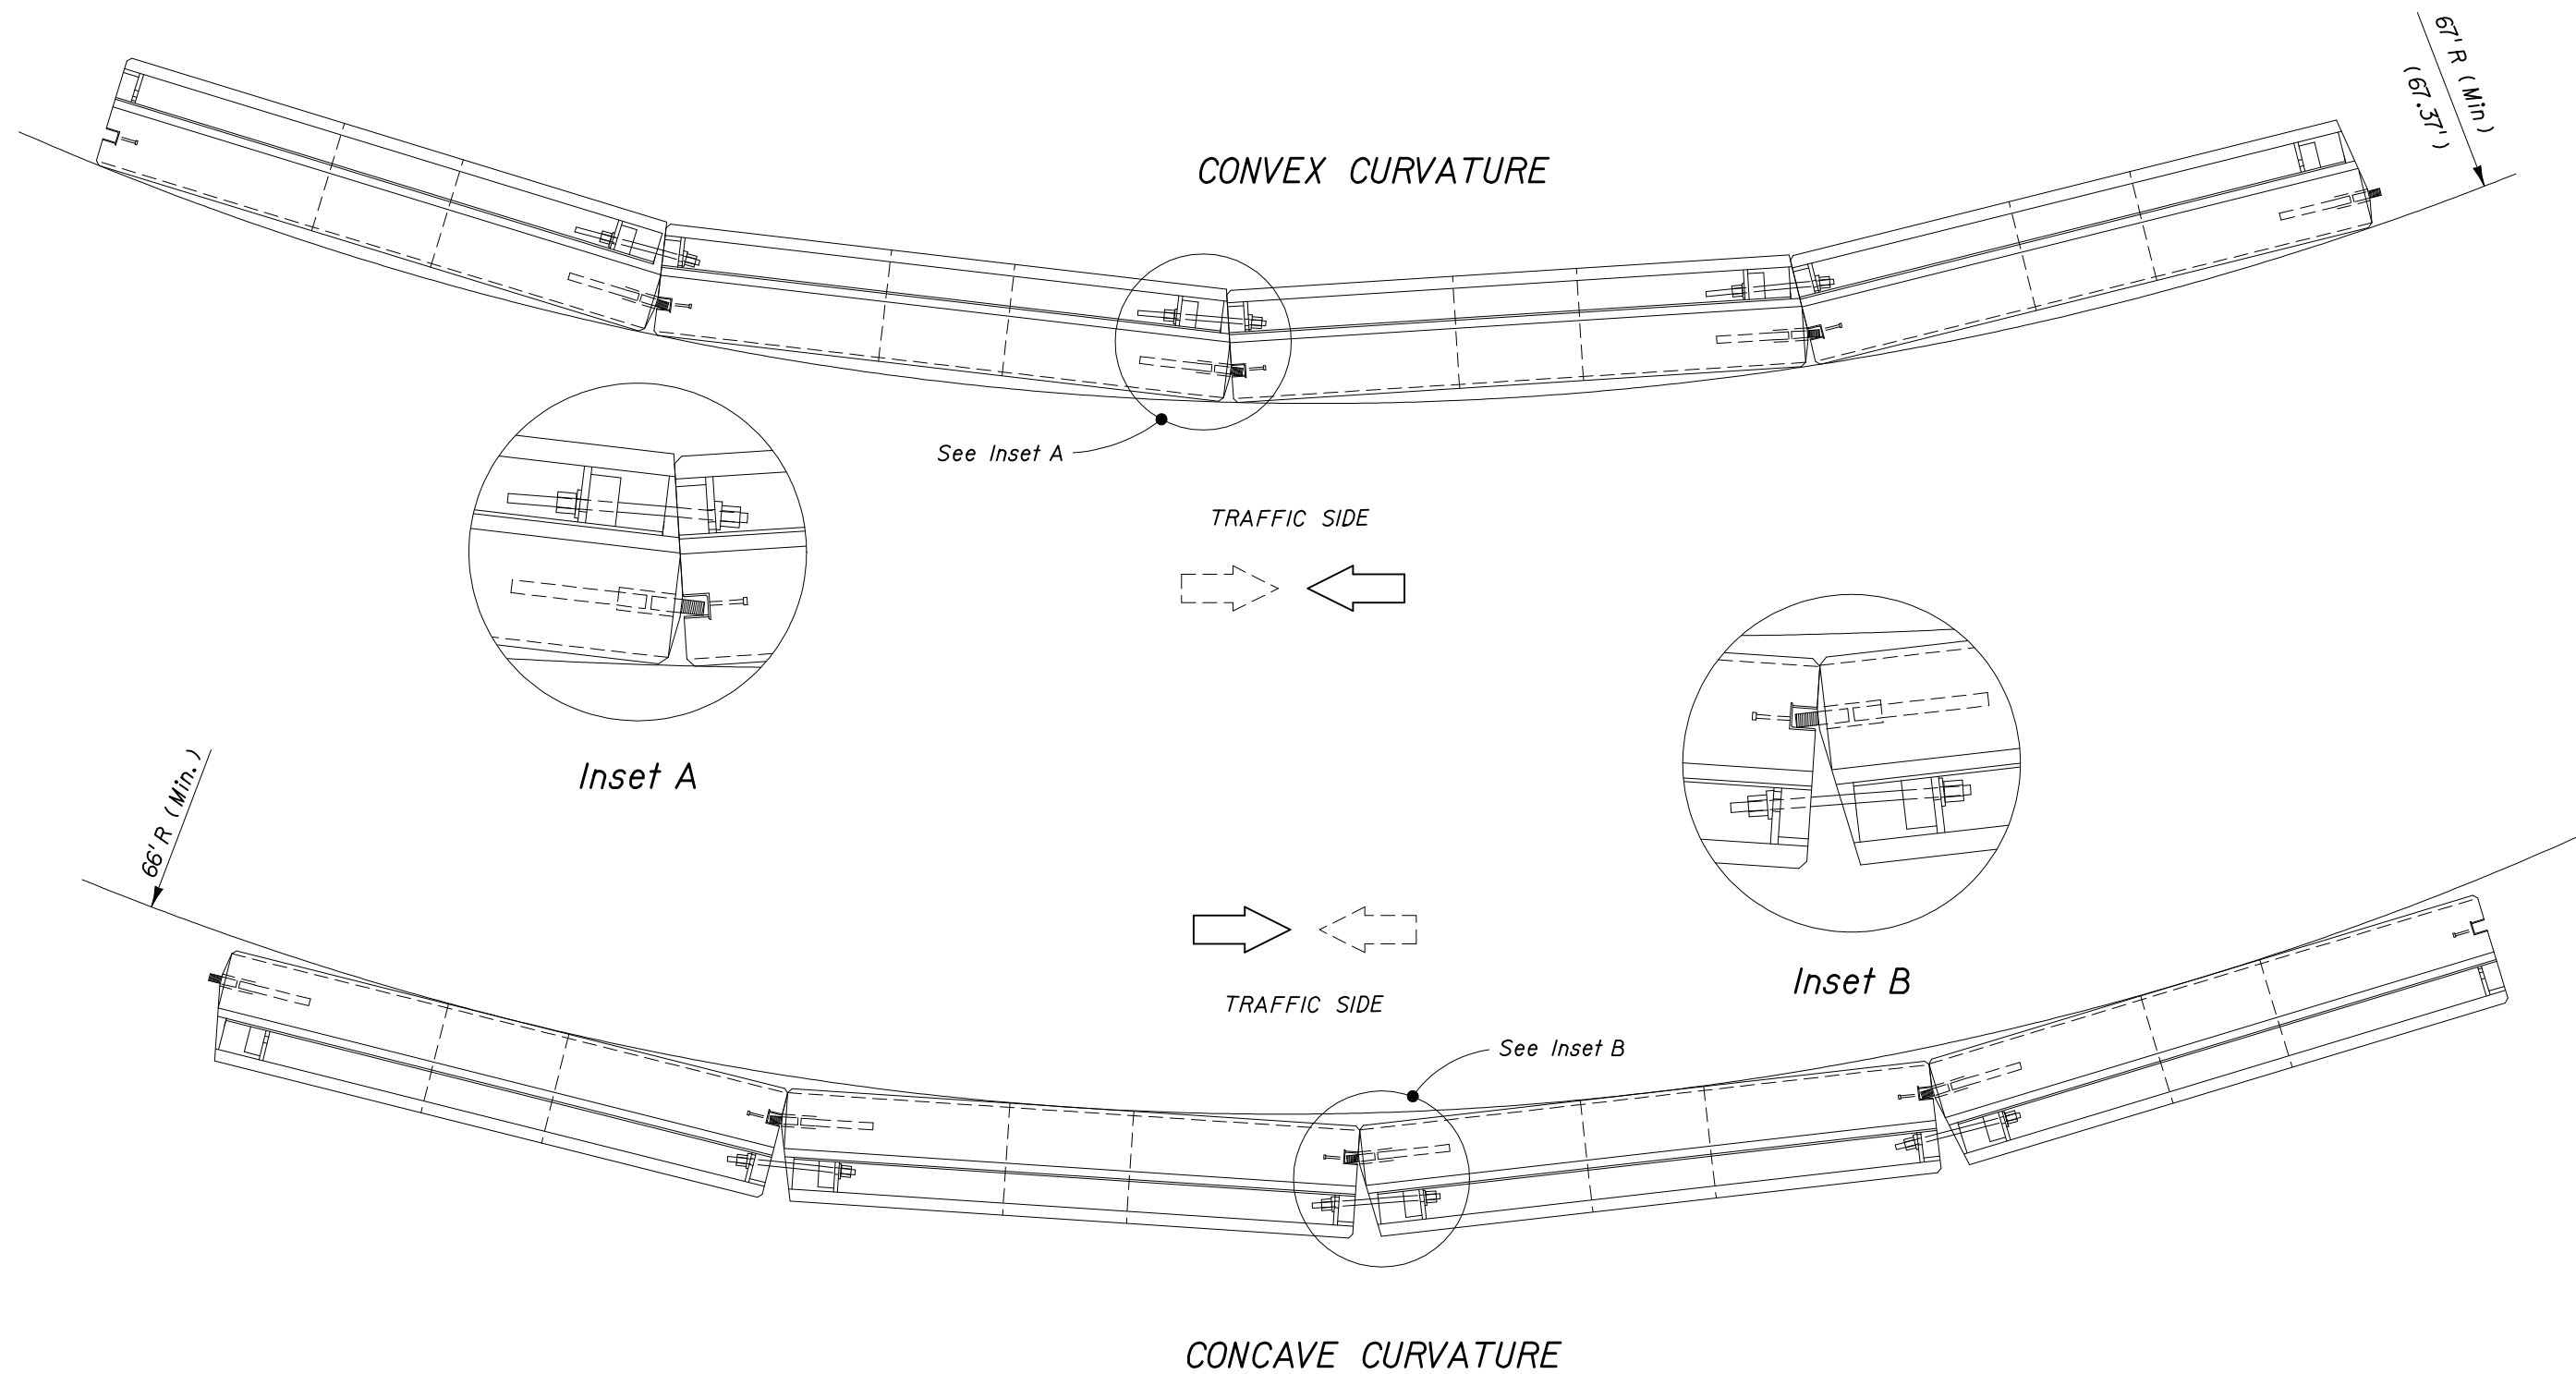 67' R (Min)
(67.37')
CONVEX CURVATURE
See Inset A
TRAFFIC SIDE
Inset A
66' R (Min.)
Inset B
TRAFFIC SIDE
See Inset B
CONCAVE CURVATURE